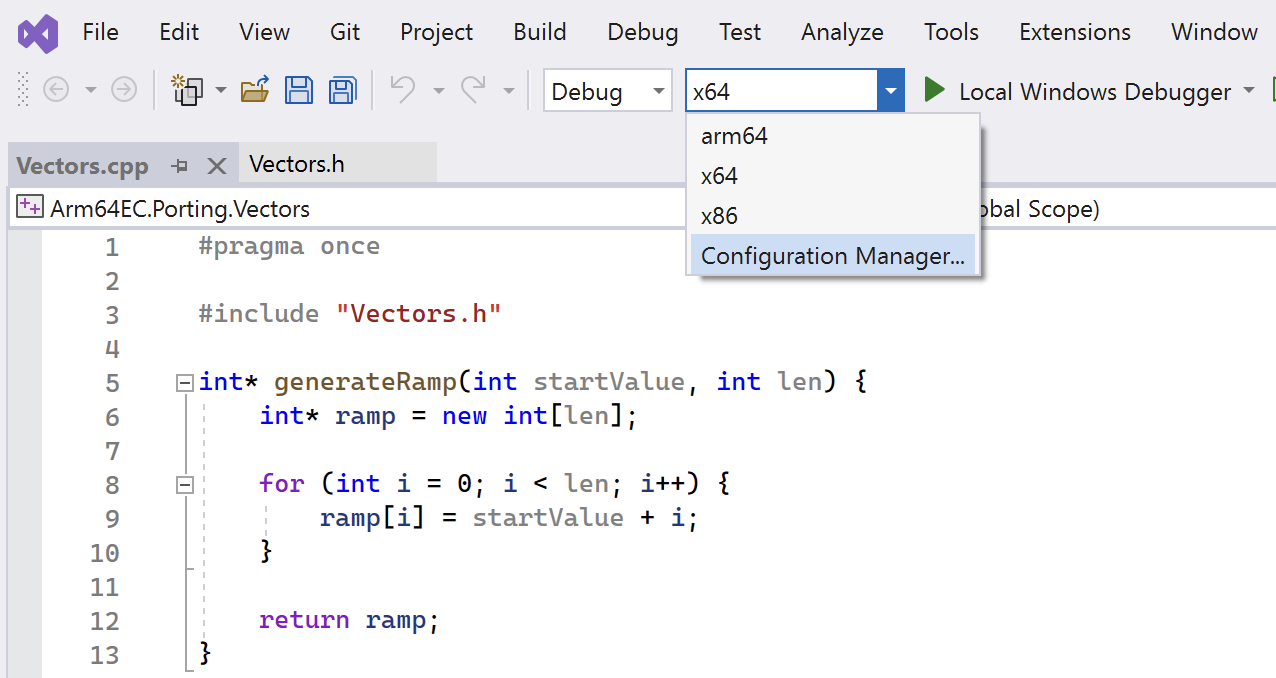 File Edit View Git Project Build Debug Test Analyze Tools Extensions Window
Debug x64 Local Windows Debugger
arm64
x64
x86
Configuration Manager...
Vectors.cpp Vectors.h
Arm64EC.Porting.Vectors obal Scope)
1 #pragma once
2
3 #include "Vectors.h"
4
5 int* generateRamp(int startValue, int len) {
6     int* ramp = new int[len];
7
8     for (int i = 0; i < len; i++) {
9         ramp[i] = startValue + i;
10     }
11
12     return ramp;
13 }